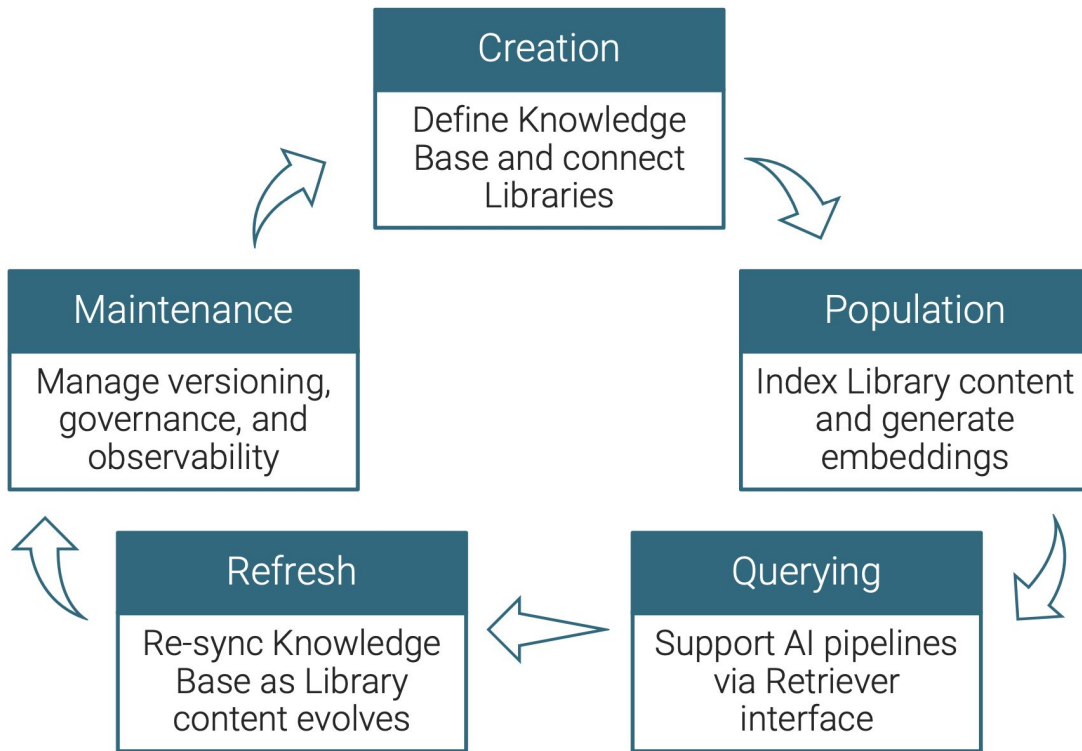 Creation
Define Knowledge
Base and connect
Libraries
Population
Index Library content
and generate
embeddings
Querying
Support AI pipelines
via Retriever
interface
Refresh
Re-sync Knowledge
Base as Library
content evolves
Maintenance
Manage versioning,
governance, and
observability